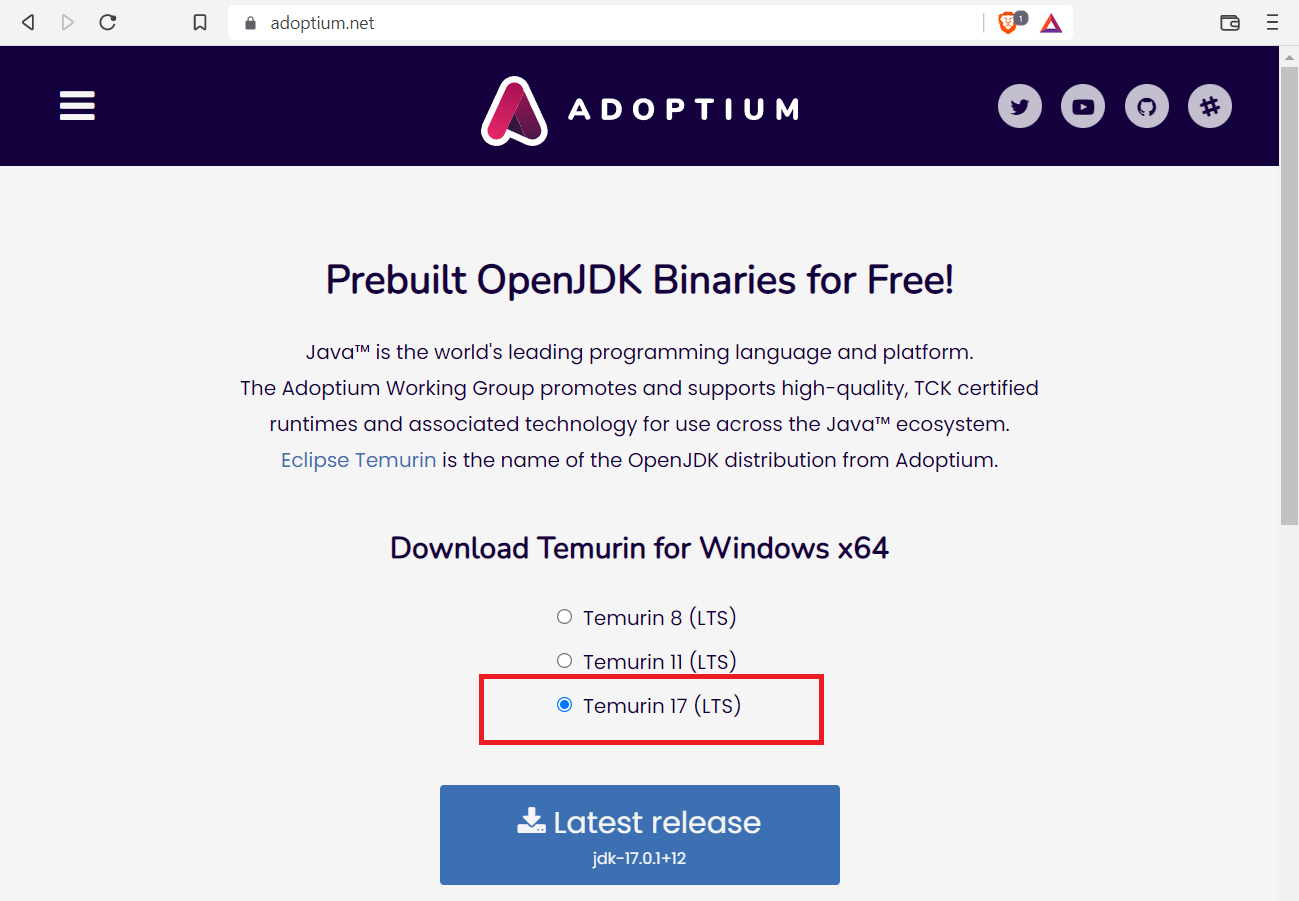 adoptium.net
1
ADOPTIUM
Prebuilt OpenJDK Binaries for Free!
Java™ is the world's leading programming language and platform.
The Adoptium Working Group promotes and supports high-quality, TCK certified
runtimes and associated technology for use across the Java™ ecosystem.
Eclipse Temurin is the name of the OpenJDK distribution from Adoptium.
Download Temurin for Windows x64
Temurin 8 (LTS)
Temurin 11 (LTS)
Temurin 17 (LTS)
Latest release
jdk-17.0.1+12